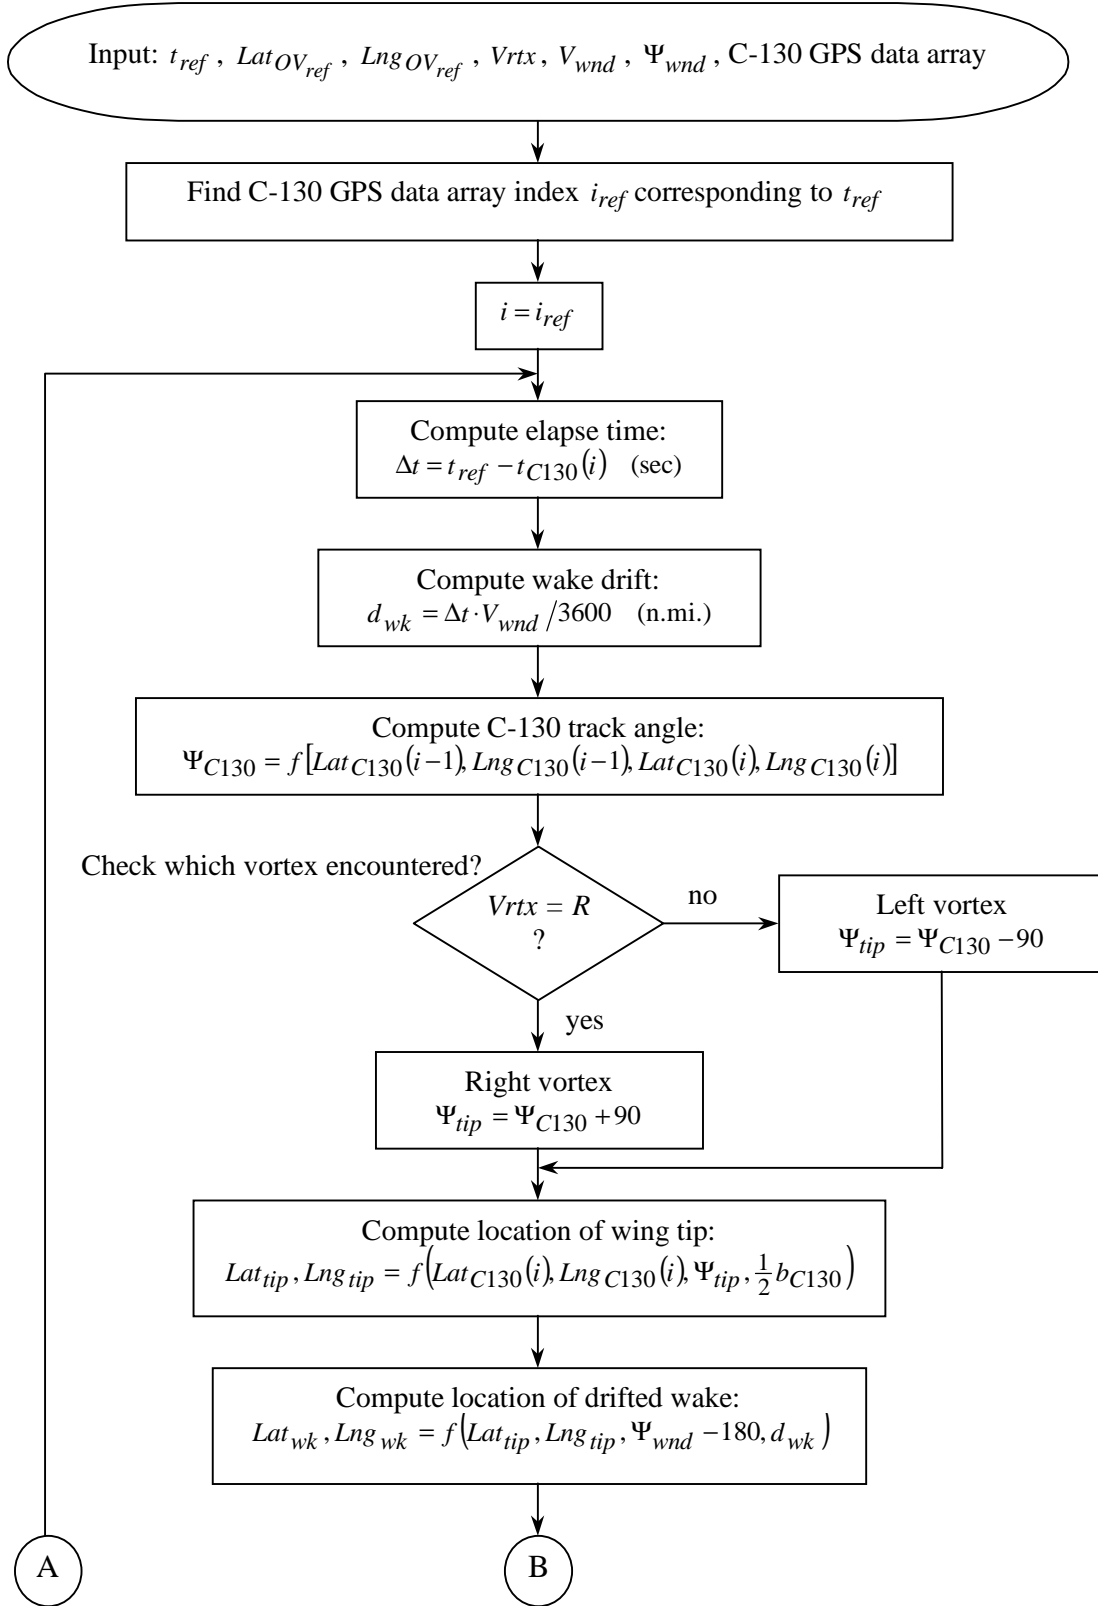 Input: t_ref , Lat_OV_ref , Lng_OV_ref , Vrtx, V_wnd , Ψ_wnd , C-130 GPS data array
Find C-130 GPS data array index i_ref corresponding to t_ref
i = i_ref
Compute elapse time:
Δt = t_ref − t_C130(i) (sec)
Compute wake drift:
d_wk = Δt · V_wnd / 3600 (n.mi.)
Compute C-130 track angle:
Ψ_C130 = f[Lat_C130(i−1), Lng_C130(i−1), Lat_C130(i), Lng_C130(i)]
Check which vortex encountered?
Vrtx = R
?
no
Left vortex
Ψ_tip = Ψ_C130 − 90
yes
Right vortex
Ψ_tip = Ψ_C130 + 90
Compute location of wing tip:
Lat_tip, Lng_tip = f(Lat_C130(i), Lng_C130(i), Ψ_tip, ½ b_C130)
Compute location of drifted wake:
Lat_wk, Lng_wk = f(Lat_tip, Lng_tip, Ψ_wnd − 180, d_wk)
A
B